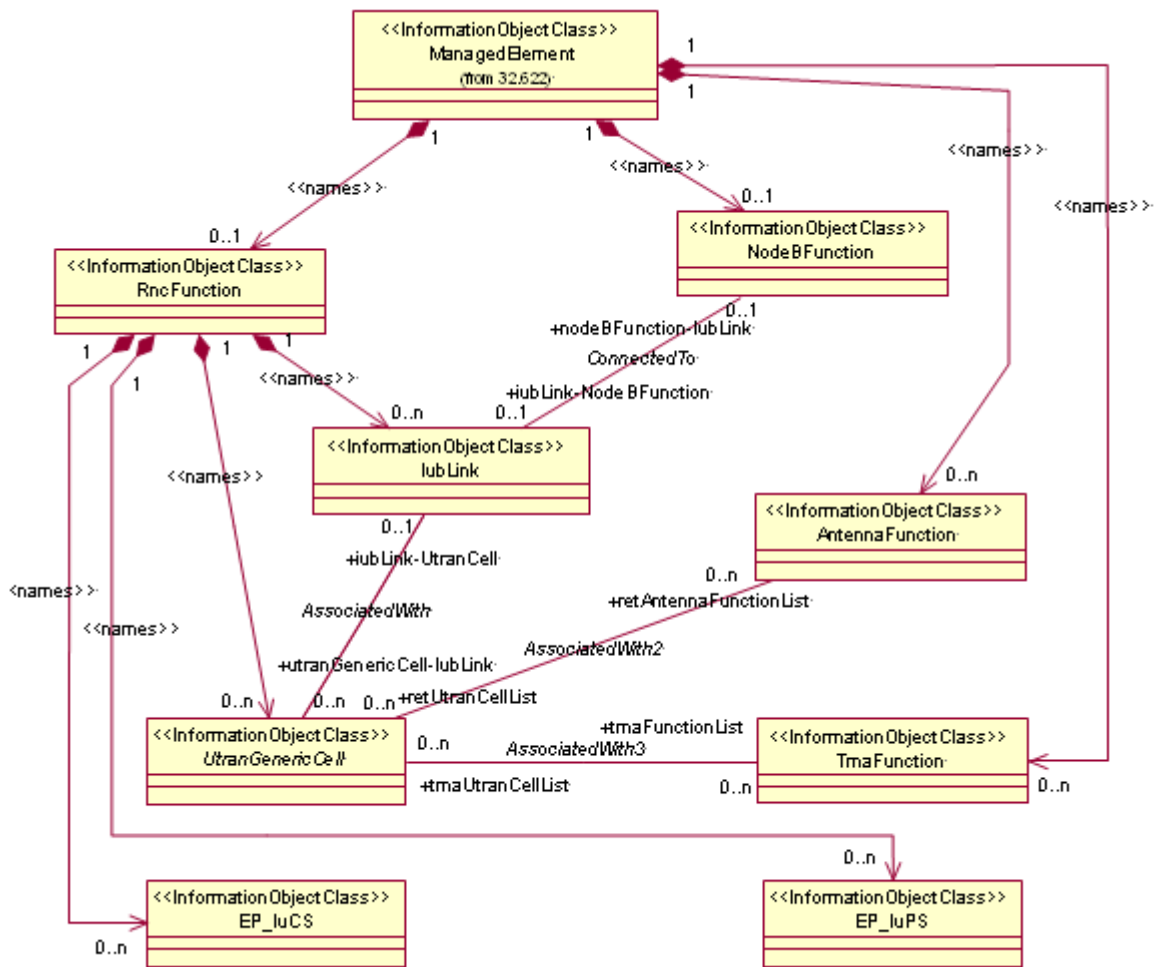 <<Information Object Class>>
ManagedElement
(from 32.622)
1
1
1
1
<<names>>
<<names>>
<<names>>
<<names>>
0..1
0..1
<<Information Object Class>>
NodeBFunction
<<Information Object Class>>
RncFunction
0..1
+nodeBFunction-IubLink
ConnectedTo
+iubLink-NodeBFunction
1
1
1
1
<<names>>
0..n
0..1
<<Information Object Class>>
IubLink
<<names>>
0..n
<<Information Object Class>>
AntennaFunction
0..1
+iubLink-UtranCell
AssociatedWith
+utranGenericCell-IubLink
0..n
+retAntennaFunctionList
AssociatedWith2
+retUtranCellList
<names>>
<<names>>
0..n
0..n
0..n
<<Information Object Class>>
UtranGenericCell
0..n
+tmaFunctionList
AssociatedWith3
+tmaUtranCellList
0..n
<<Information Object Class>>
TmaFunction
0..n
0..n
<<Information Object Class>>
EP_IuCS
0..n
<<Information Object Class>>
EP_IuPS